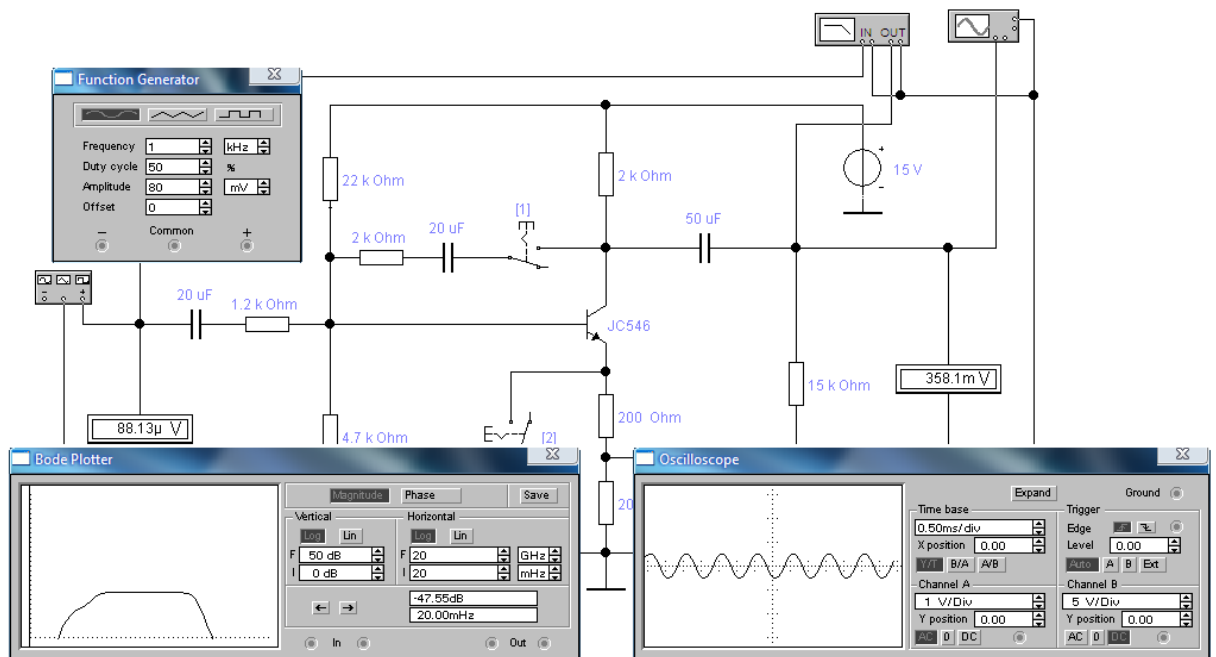 IN OUT
Function Generator
Frequency 1 kHz
Duty cycle 50 %
Amplitude 80 mV
Offset 0
− Common +
22 k Ohm
2 k Ohm
15 V
+
-
[1]
20 uF
2 k Ohm
50 uF
- +
20 uF
1.2 k Ohm
JC546
15 k Ohm
358.1m V
88.13µ V
200 Ohm
4.7 k Ohm
[2]
20
Bode Plotter
Magnitude Phase Save
Vertical Horizontal
Log Lin Log Lin
F 50 dB F 20 GHz
I 0 dB I 20 mHz
← → -47.55dB
20.00mHz
In Out
Oscilloscope
Expand Ground
Time base Trigger
0.50ms/div Edge
X position 0.00 Level 0.00
Y/T B/A A/B Auto A B Ext
Channel A Channel B
1 V/Div 5 V/Div
Y position 0.00 Y position 0.00
AC 0 DC AC 0 DC